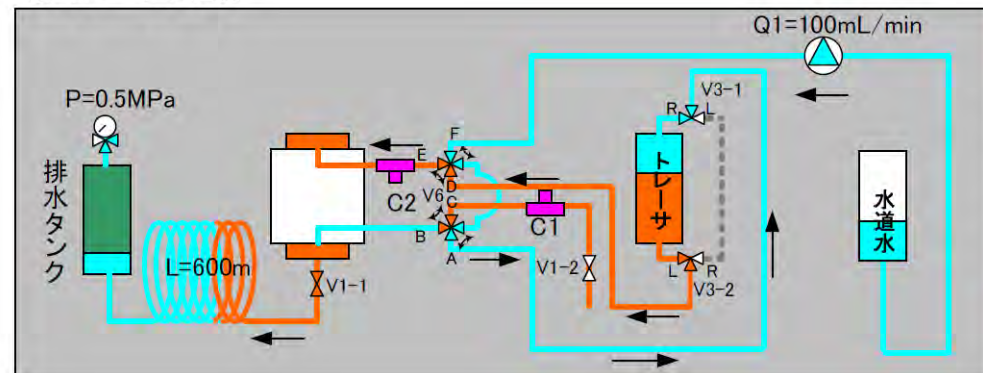 Q1=100mL/min
P=0.5MPa
排水タンク
L=600m
V1-1
C2
E
F
V6
D
C
B
A
C1
V1-2
V3-1
R
L
トレーサ
L
R
V3-2
水道水